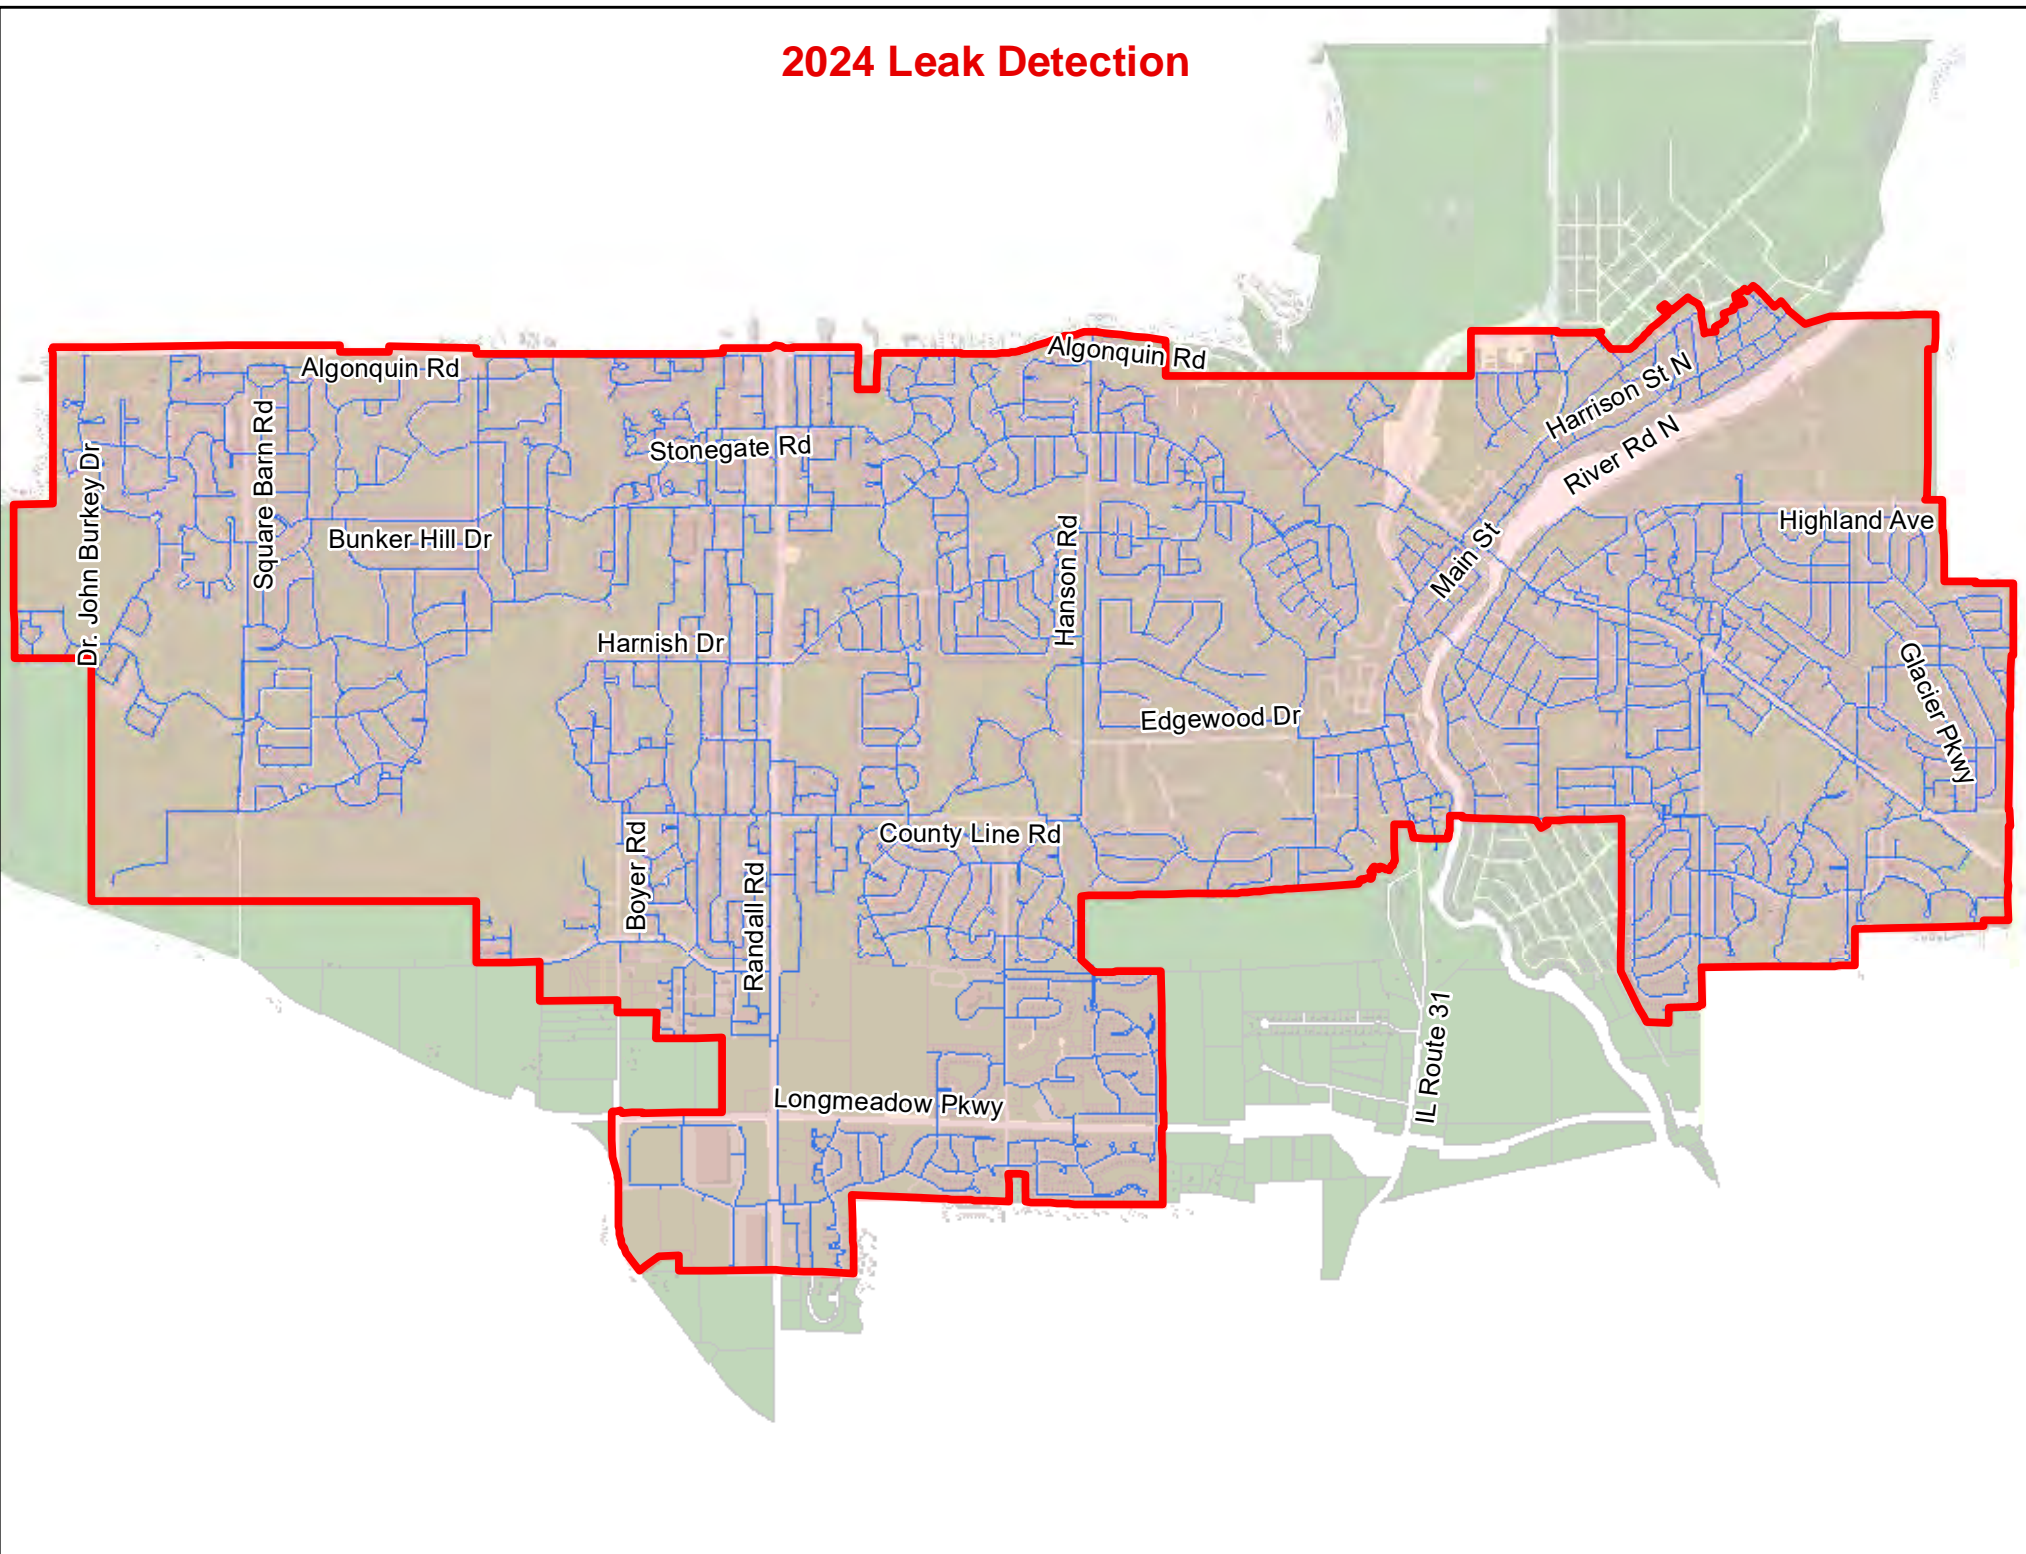 2024 Leak Detection
Algonquin Rd
Algonquin Rd
Harrison St N
Stonegate Rd
River Rd N
Square Barn Rd
Dr. John Burkey Dr
Bunker Hill Dr
Hanson Rd
Main St
Highland Ave
Harnish Dr
Edgewood Dr
Glacier Pkwy
County Line Rd
Boyer Rd
Randall Rd
IL Route 31
Longmeadow Pkwy